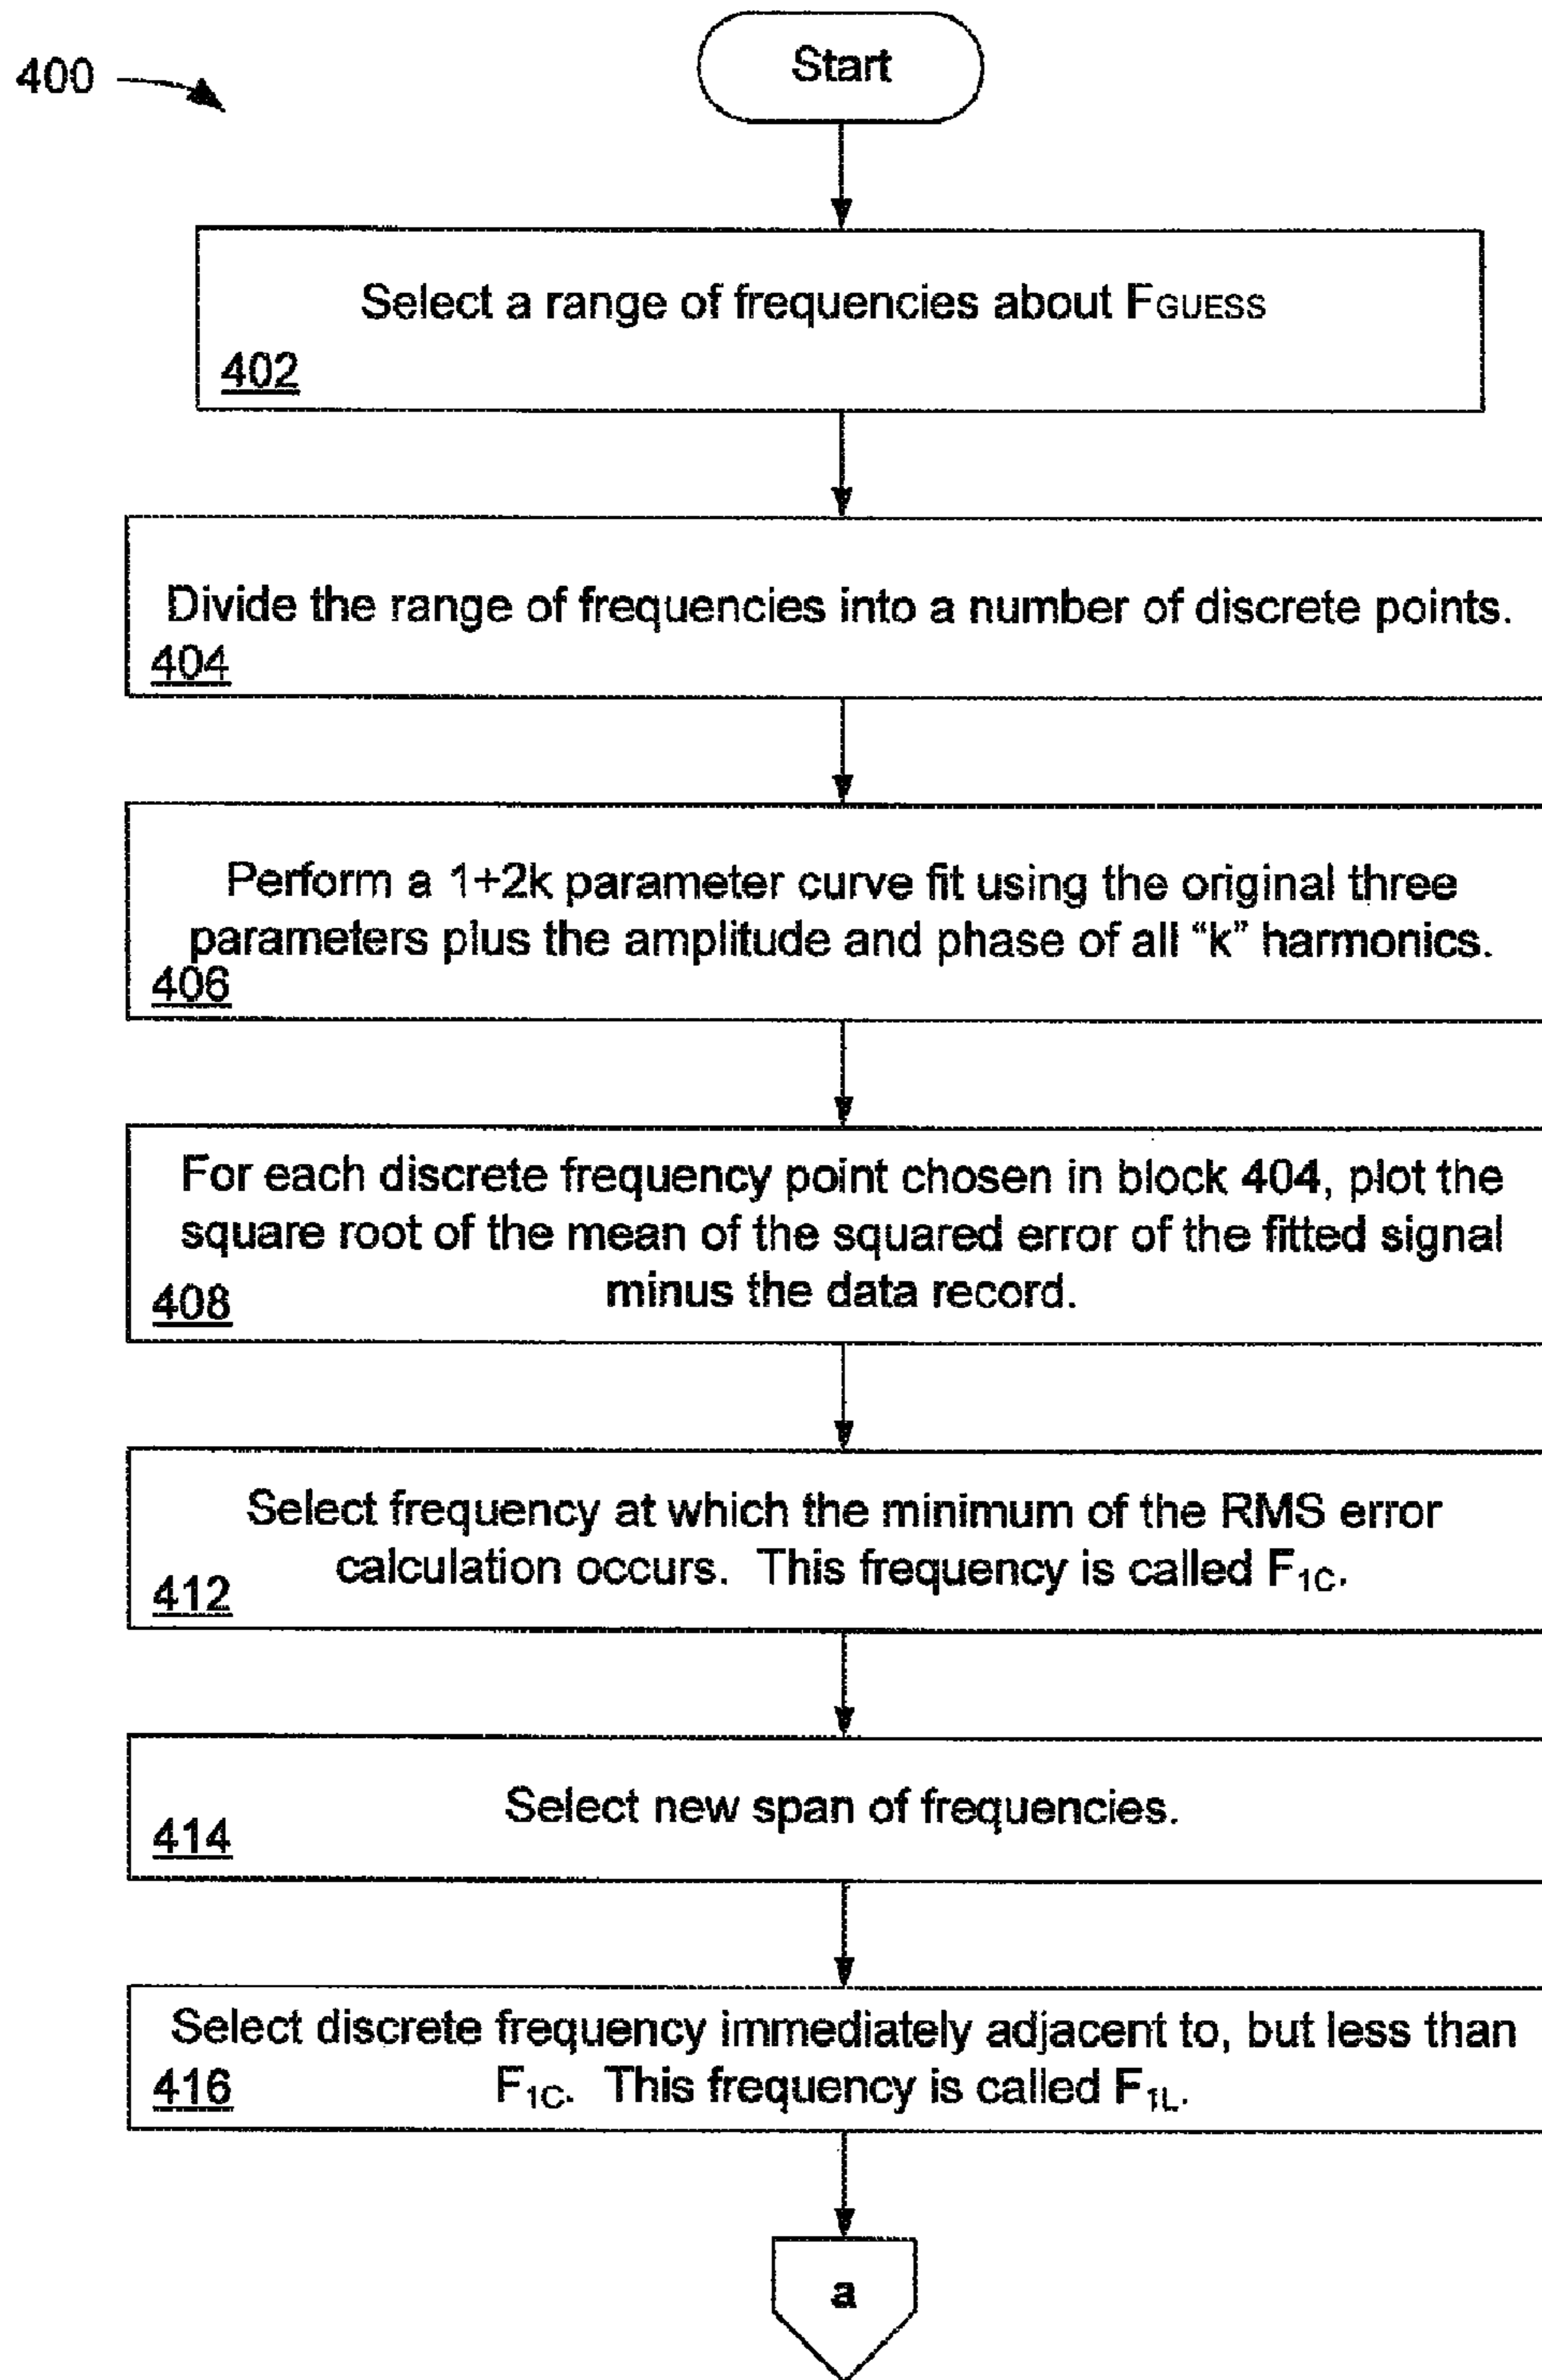 Start
400
Select a range of frequencies about FGUESS
402
Divide the range of frequencies into a number of discrete points.
404
Perform a 1+2k parameter curve fit using the original three
parameters plus the amplitude and phase of all “k” harmonics.
406
For each discrete frequency point chosen in block 404, plot the
square root of the mean of the squared error of the fitted signal
minus the data record.
408
Select frequency at which the minimum of the RMS error
calculation occurs. This frequency is called F1C.
412
Select new span of frequencies.
414
Select discrete frequency immediately adjacent to, but less than
F1C. This frequency is called F1L.
416
a